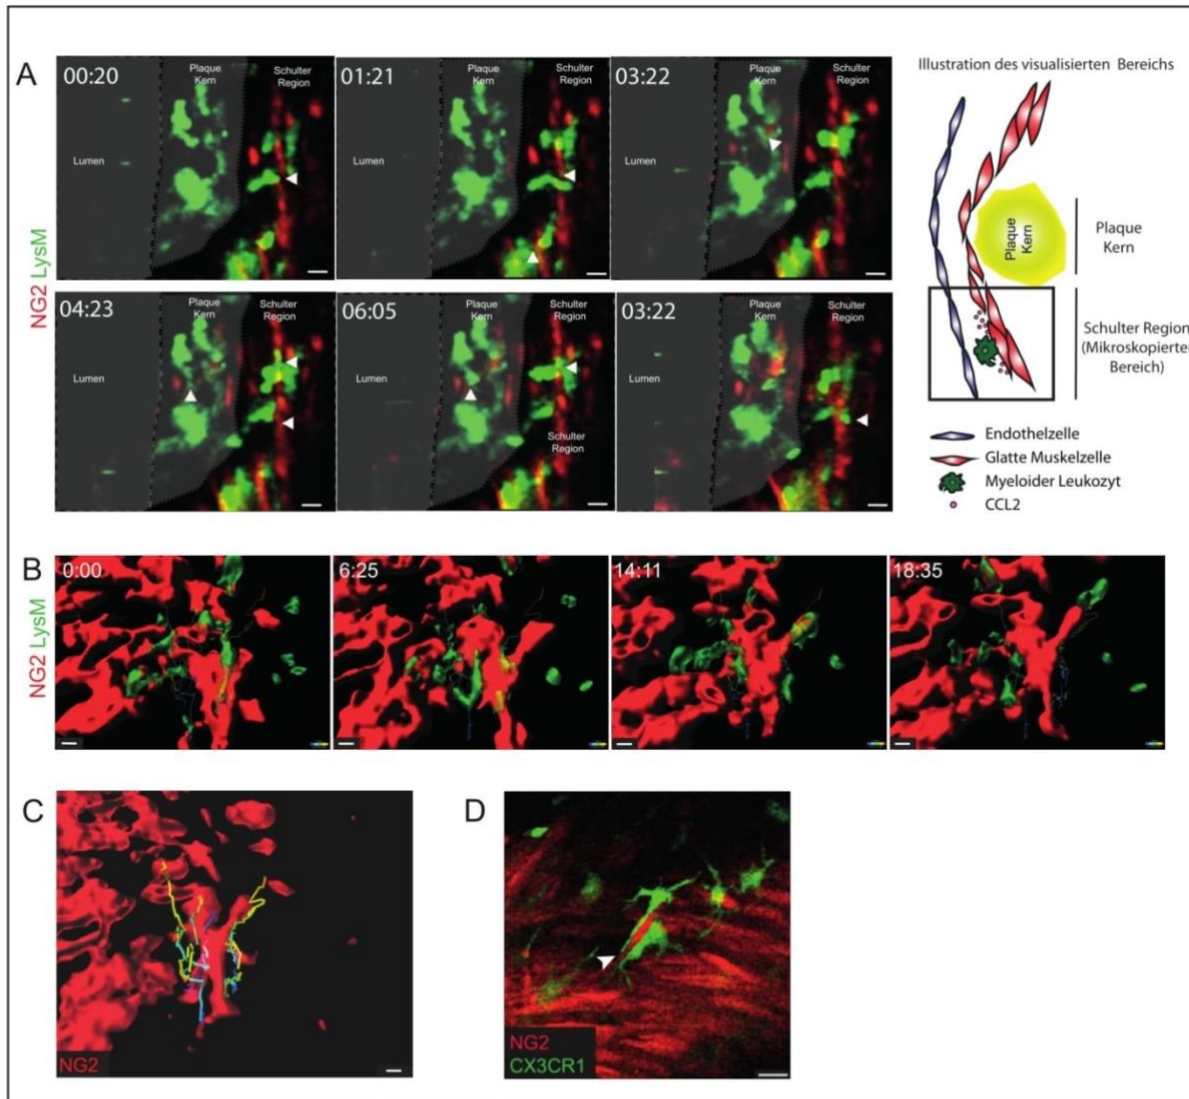 A
NG2 LysM
00:20
Plaque
Kern
Schulter
Region
Lumen
01:21
Plaque
Kern
Schulter
Region
Lumen
03:22
Plaque
Kern
Schulter
Region
Lumen
04:23
Plaque
Kern
Schulter
Region
Lumen
06:05
Plaque
Kern
Schulter
Region
Lumen
Schulter
Region
03:22
Plaque
Kern
Schulter
Region
Lumen
Illustration des visualisierten Bereichs
Plaque
Kern
Plaque
Kern
Schulter Region
(Mikroskopierter
Bereich)
Endothelzelle
Glatte Muskelzelle
Myeloider Leukozyt
CCL2
B
NG2 LysM
0:00
6:25
14:11
18:35
C
NG2
D
NG2
CX3CR1